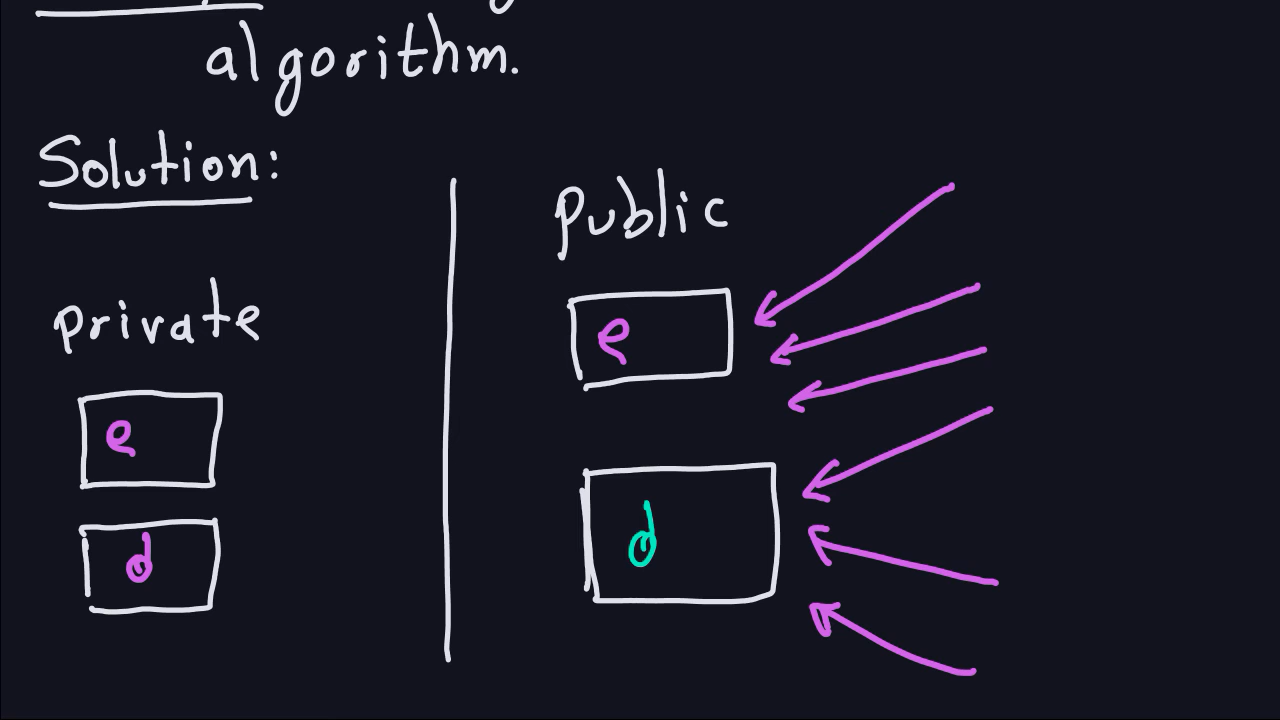 algorithm.
Solution:
private
e
d
public
e
d